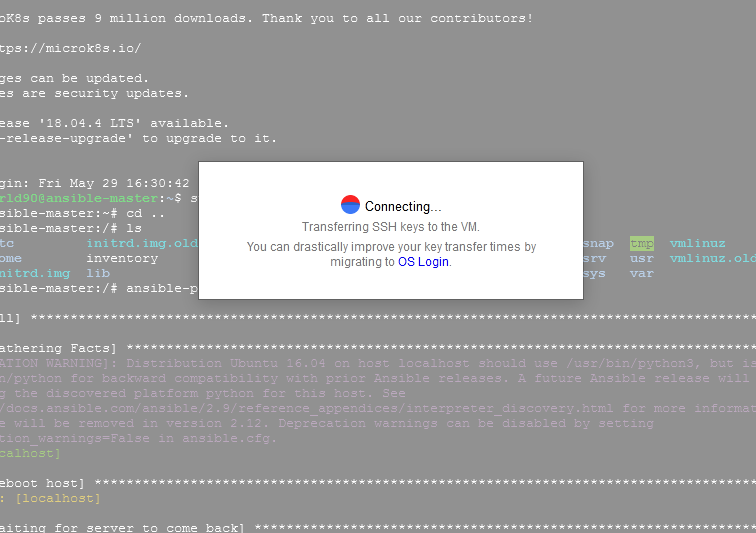 oK8s passes 9 million downloads. Thank you to all our contributors!
tps://microk8s.io/
ges can be updated.
es are security updates.
ease '18.04.4 LTS' available.
-release-upgrade' to upgrade to it.
gin: Fri May 29 16:30:42
rld90@ansible-master:~$ s
sible-master:~# cd ..
sible-master:/# ls
tc initrd.img.old snap tmp vmlinuz
ome inventory srv usr vmlinuz.old
nitrd.img lib sys var
sible-master:/# ansible-p
Connecting...
Transferring SSH keys to the VM.
You can drastically improve your key transfer times by
migrating to OS Login.
ll] *******************************************************************************************
athering Facts] *******************************************************************************
ATION WARNING]: Distribution Ubuntu 16.04 on host localhost should use /usr/bin/python3, but is
n/python for backward compatibility with prior Ansible releases. A future Ansible release will
g the discovered platform python for this host. See
/docs.ansible.com/ansible/2.9/reference_appendices/interpreter_discovery.html for more informat
e will be removed in version 2.12. Deprecation warnings can be disabled by setting
tion_warnings=False in ansible.cfg.
calhost]
eboot host] ***********************************************************************************
: [localhost]
aiting for server to come back] ***************************************************************